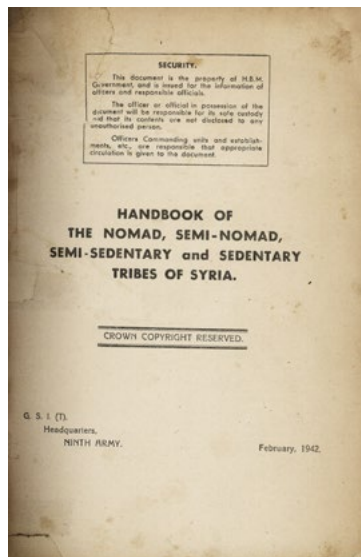 SECURITY.
This document is the property of H.B.M.
Government, and is issued for the information of
officers and responsible officials.
The officer or official in possession of the
document will be responsible for its safe custody
and that its contents are not disclosed to any
unauthorised person.
Officers Commanding units and establish-
ments, etc., are responsible that appropriate
circulation is given to the document.
HANDBOOK OF
THE NOMAD, SEMI-NOMAD,
SEMI-SEDENTARY and SEDENTARY
TRIBES OF SYRIA.
CROWN COPYRIGHT RESERVED.
G. S. I. (T).
Headquarters,
NINTH ARMY.
February, 1942.